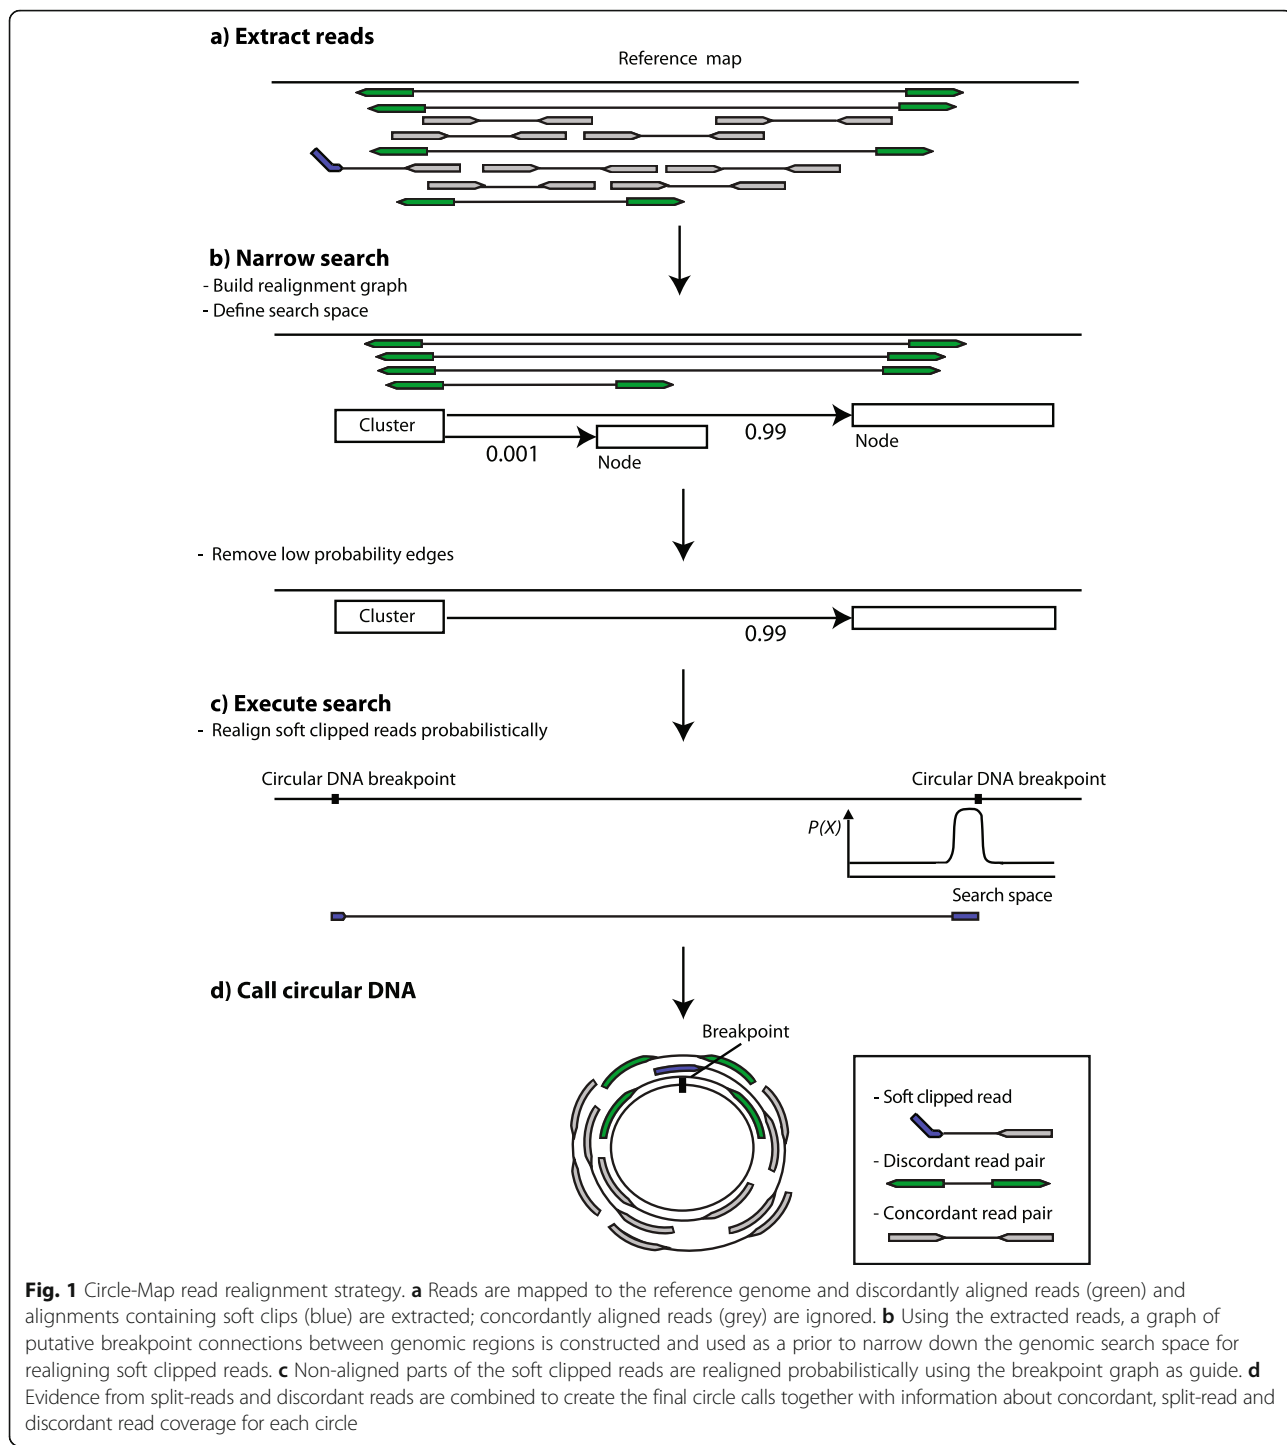 a) Extract reads
Reference map
b) Narrow search
- Build realignment graph
- Define search space
Cluster
0.99
0.001
Node
Node
- Remove low probability edges
Cluster
0.99
c) Execute search
- Realign soft clipped reads probabilistically
Circular DNA breakpoint
Circular DNA breakpoint
P(X)
Search space
d) Call circular DNA
Breakpoint
- Soft clipped read
- Discordant read pair
- Concordant read pair
Fig. 1 Circle-Map read realignment strategy. a Reads are mapped to the reference genome and discordantly aligned reads (green) and
alignments containing soft clips (blue) are extracted; concordantly aligned reads (grey) are ignored. b Using the extracted reads, a graph of
putative breakpoint connections between genomic regions is constructed and used as a prior to narrow down the genomic search space for
realigning soft clipped reads. c Non-aligned parts of the soft clipped reads are realigned probabilistically using the breakpoint graph as guide. d
Evidence from split-reads and discordant reads are combined to create the final circle calls together with information about concordant, split-read and
discordant read coverage for each circle